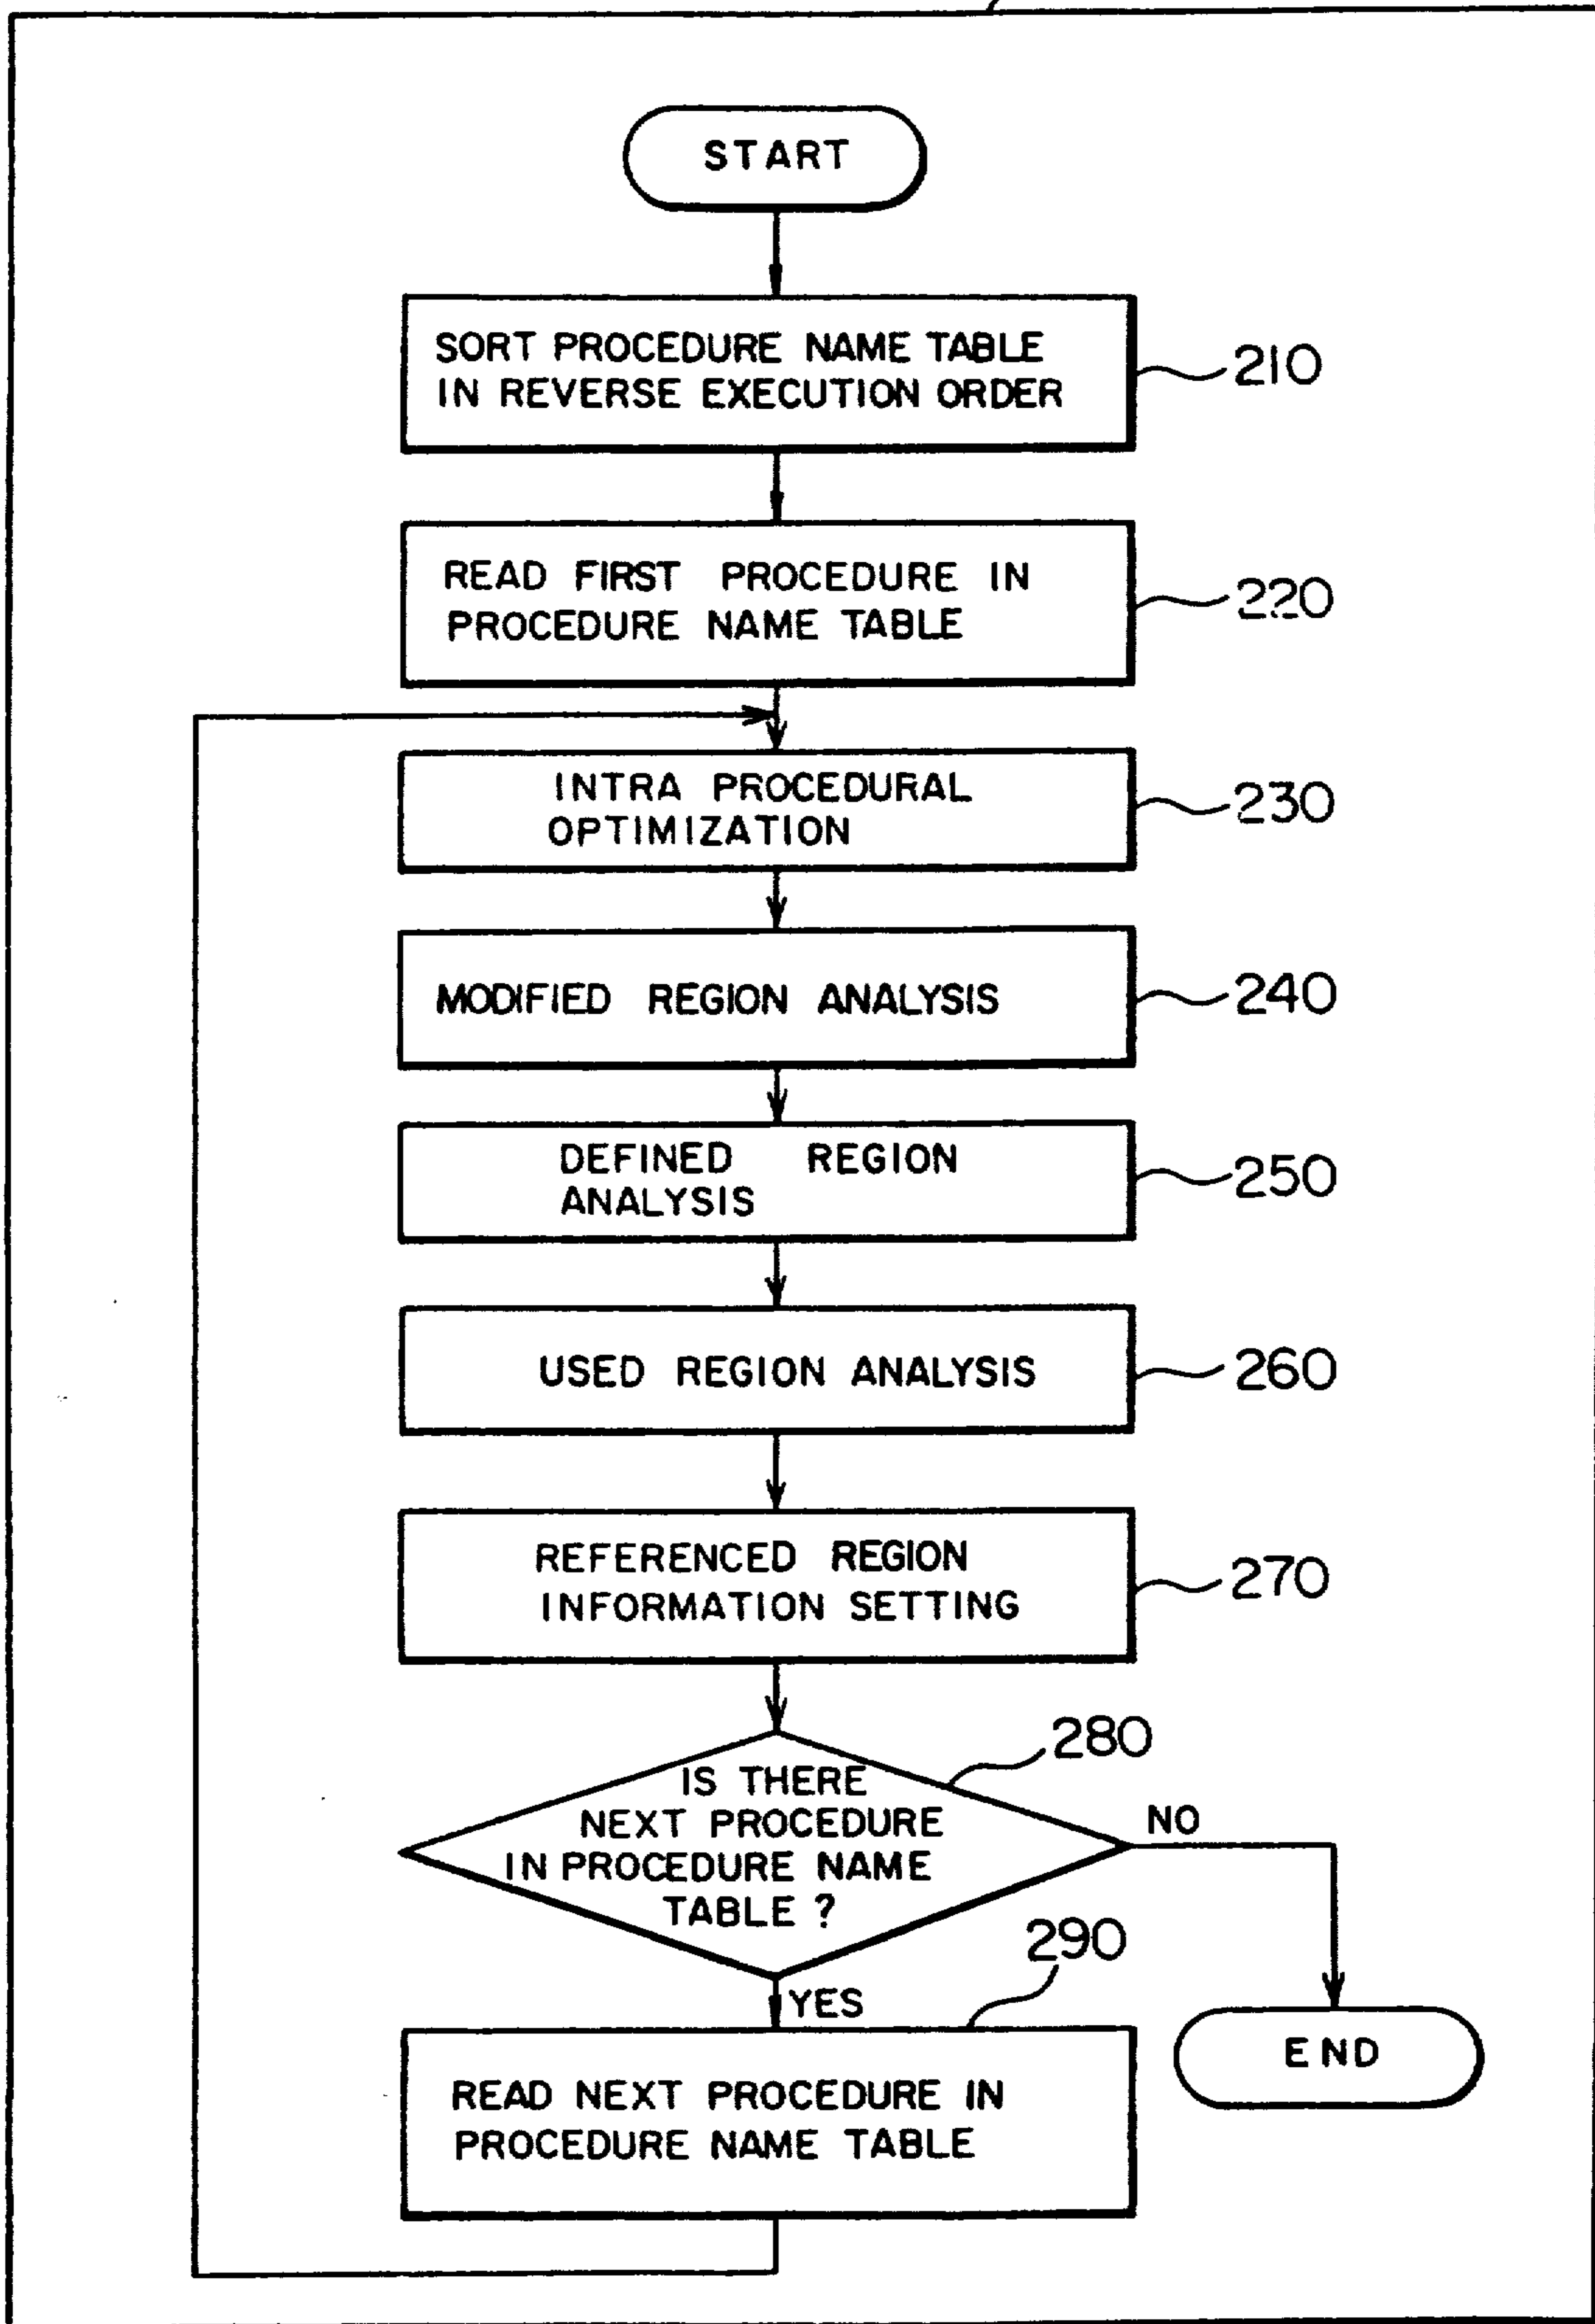 START
SORT PROCEDURE NAME TABLE
IN REVERSE EXECUTION ORDER
210
READ FIRST PROCEDURE IN
PROCEDURE NAME TABLE
220
INTRA PROCEDURAL
OPTIMIZATION
230
MODIFIED REGION ANALYSIS
240
DEFINED REGION
ANALYSIS
250
USED REGION ANALYSIS
260
REFERENCED REGION
INFORMATION SETTING
270
280
IS THERE
NEXT PROCEDURE
IN PROCEDURE NAME
TABLE ?
NO
YES
290
END
READ NEXT PROCEDURE IN
PROCEDURE NAME TABLE